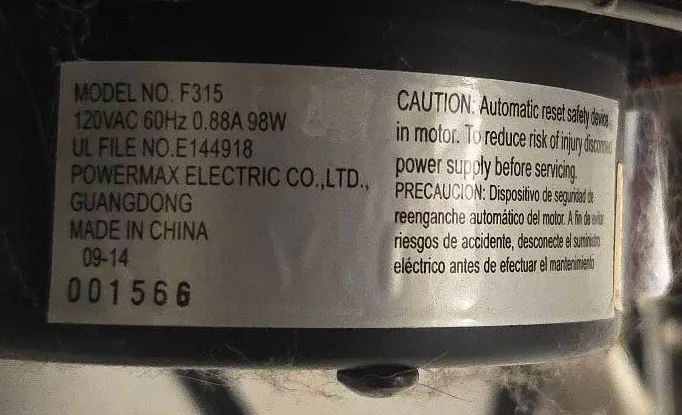 MODEL NO. F315
120VAC 60Hz 0.88A 98W
UL FILE NO.E144918
POWERMAX ELECTRIC CO.,LTD.,
GUANGDONG
MADE IN CHINA
09-14
001566
CAUTION: Automatic reset safety device
in motor. To reduce risk of injury disconnect
power supply before servicing.
PRECAUCION: Dispositivo de seguridad de
reenganche automático del motor. A fin de evitar
riesgos de accidente, desconecte el suministro
eléctrico antes de efectuar el mantenimiento